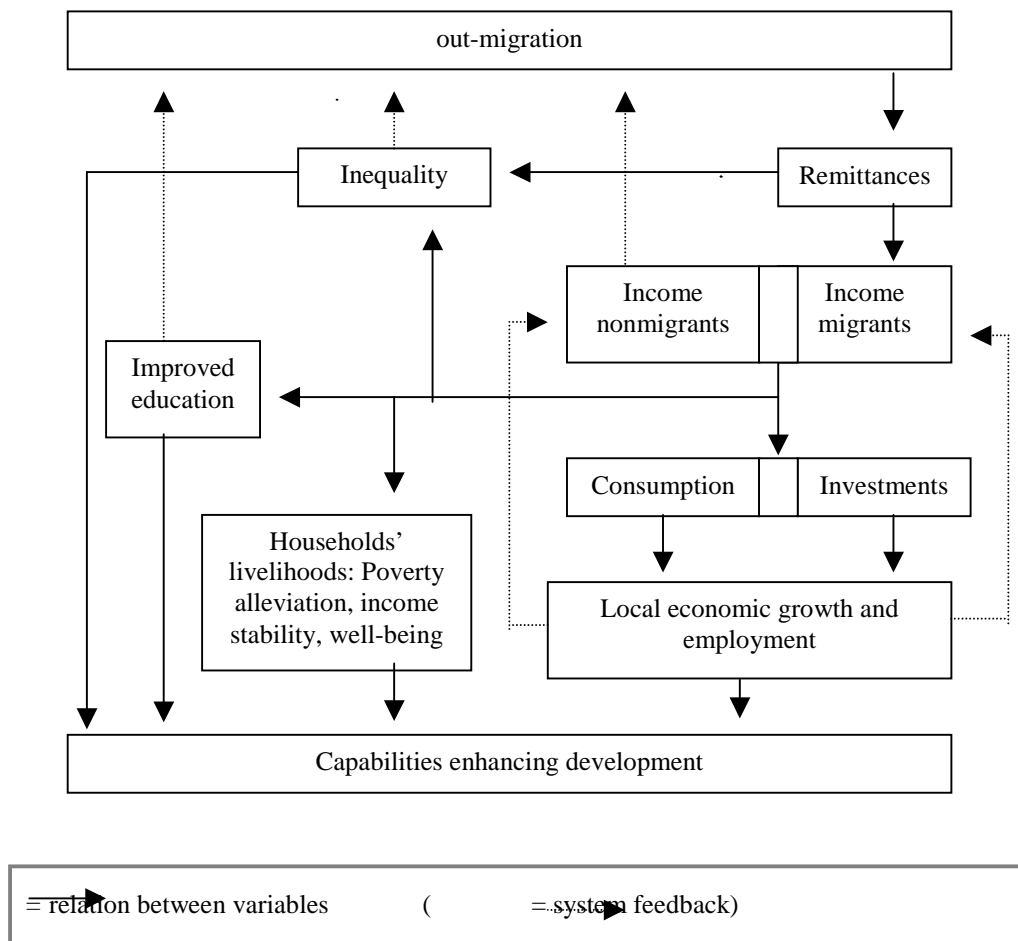 out-migration
Inequality
Remittances
Income
nonmigrants
Income
migrants
Improved
education
Consumption
Investments
Households’
livelihoods: Poverty
alleviation, income
stability, well-being
Local economic growth and
employment
Capabilities enhancing development
= relation between variables ( = system feedback)